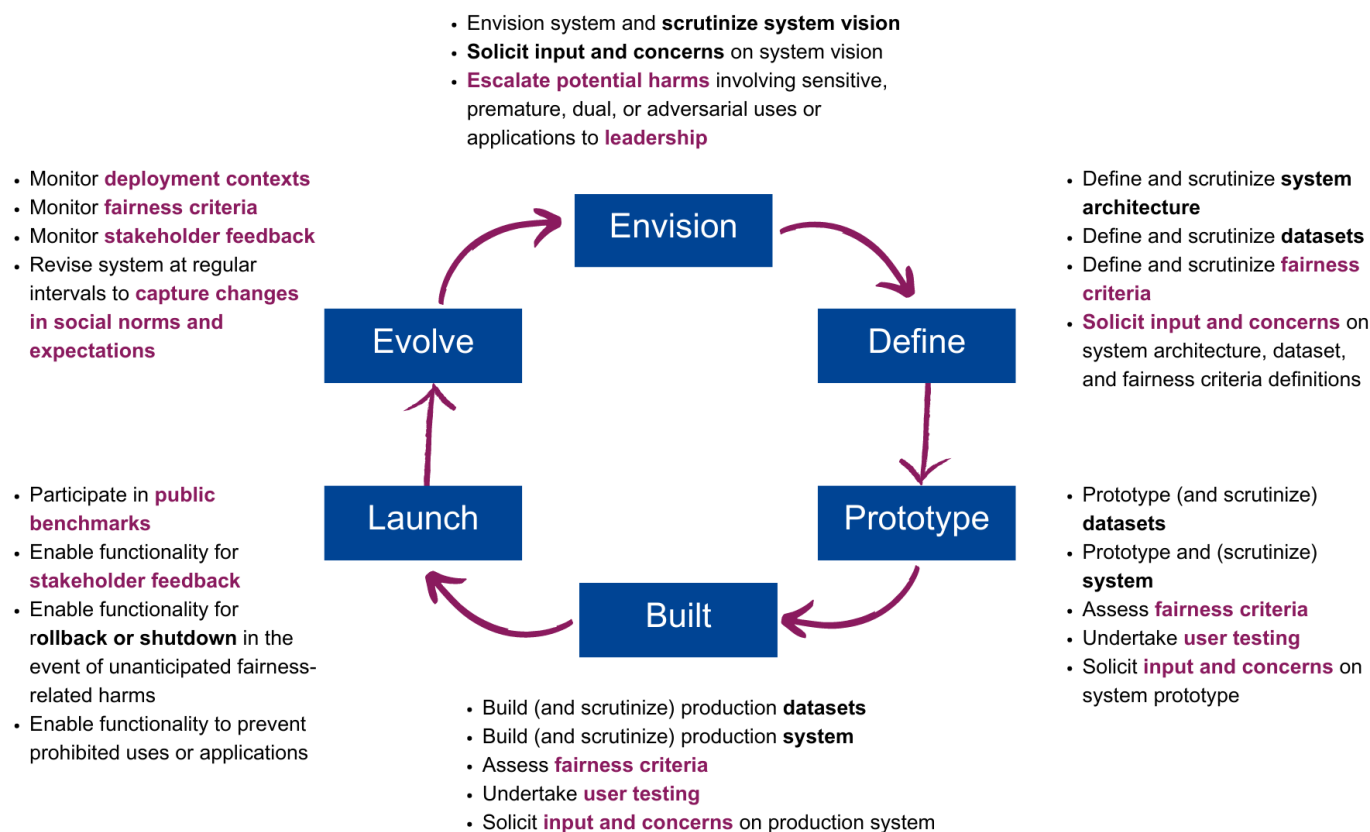 • Envision system and scrutinize system vision
• Solicit input and concerns on system vision
• Escalate potential harms involving sensitive,
premature, dual, or adversarial uses or
applications to leadership
• Monitor deployment contexts
• Monitor fairness criteria
• Monitor stakeholder feedback
• Revise system at regular
intervals to capture changes
in social norms and
expectations
Envision
• Define and scrutinize system
architecture
• Define and scrutinize datasets
• Define and scrutinize fairness
criteria
• Solicit input and concerns on
system architecture, dataset,
and fairness criteria definitions
Evolve
Define
• Participate in public
benchmarks
• Enable functionality for
stakeholder feedback
• Enable functionality for
rollback or shutdown in the
event of unanticipated fairness-
related harms
• Enable functionality to prevent
prohibited uses or applications
Launch
Prototype
• Prototype (and scrutinize)
datasets
• Prototype and (scrutinize)
system
• Assess fairness criteria
• Undertake user testing
• Solicit input and concerns on
system prototype
Built
• Build (and scrutinize) production datasets
• Build (and scrutinize) production system
• Assess fairness criteria
• Undertake user testing
• Solicit input and concerns on production system